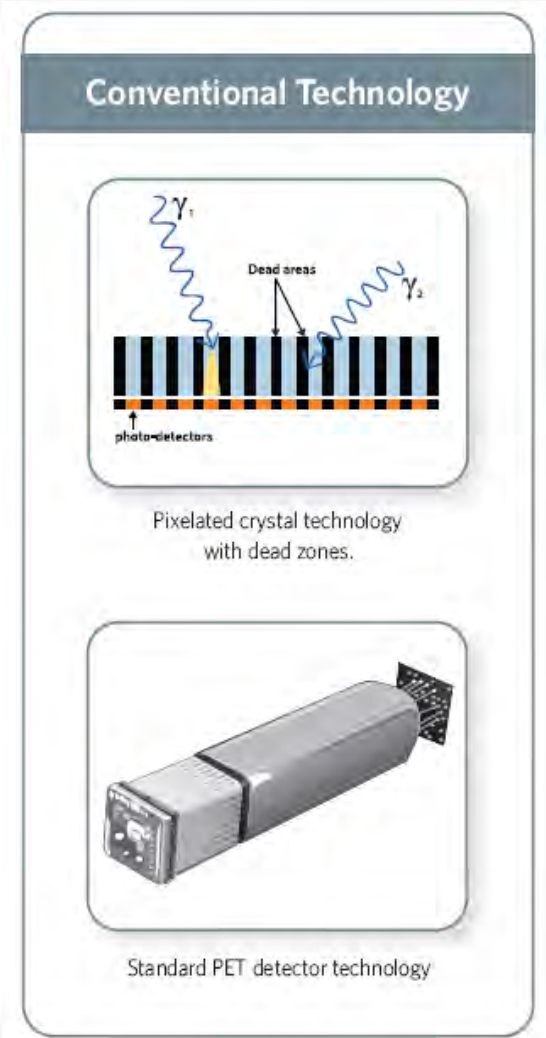 Conventional Technology
γ₁
Dead areas
γ₂
photo-detectors
Pixelated crystal technology
with dead zones.
Standard PET detector technology